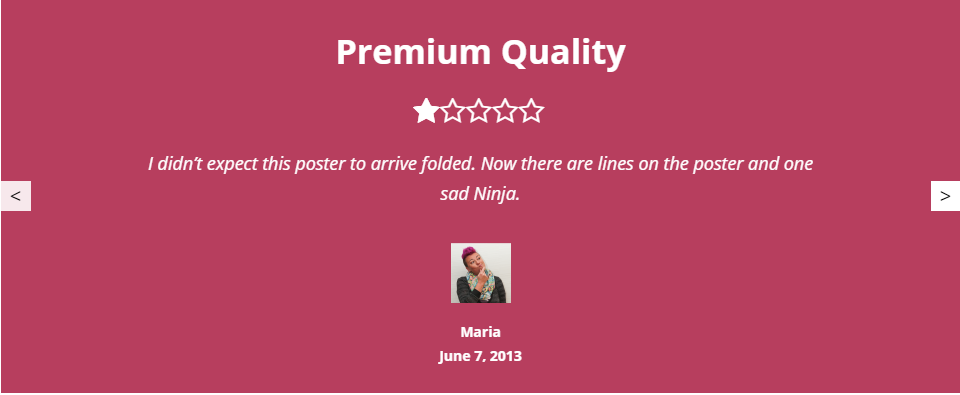 Premium Quality
I didn't expect this poster to arrive folded. Now there are lines on the poster and one
sad Ninja.
<
>
Maria
June 7, 2013